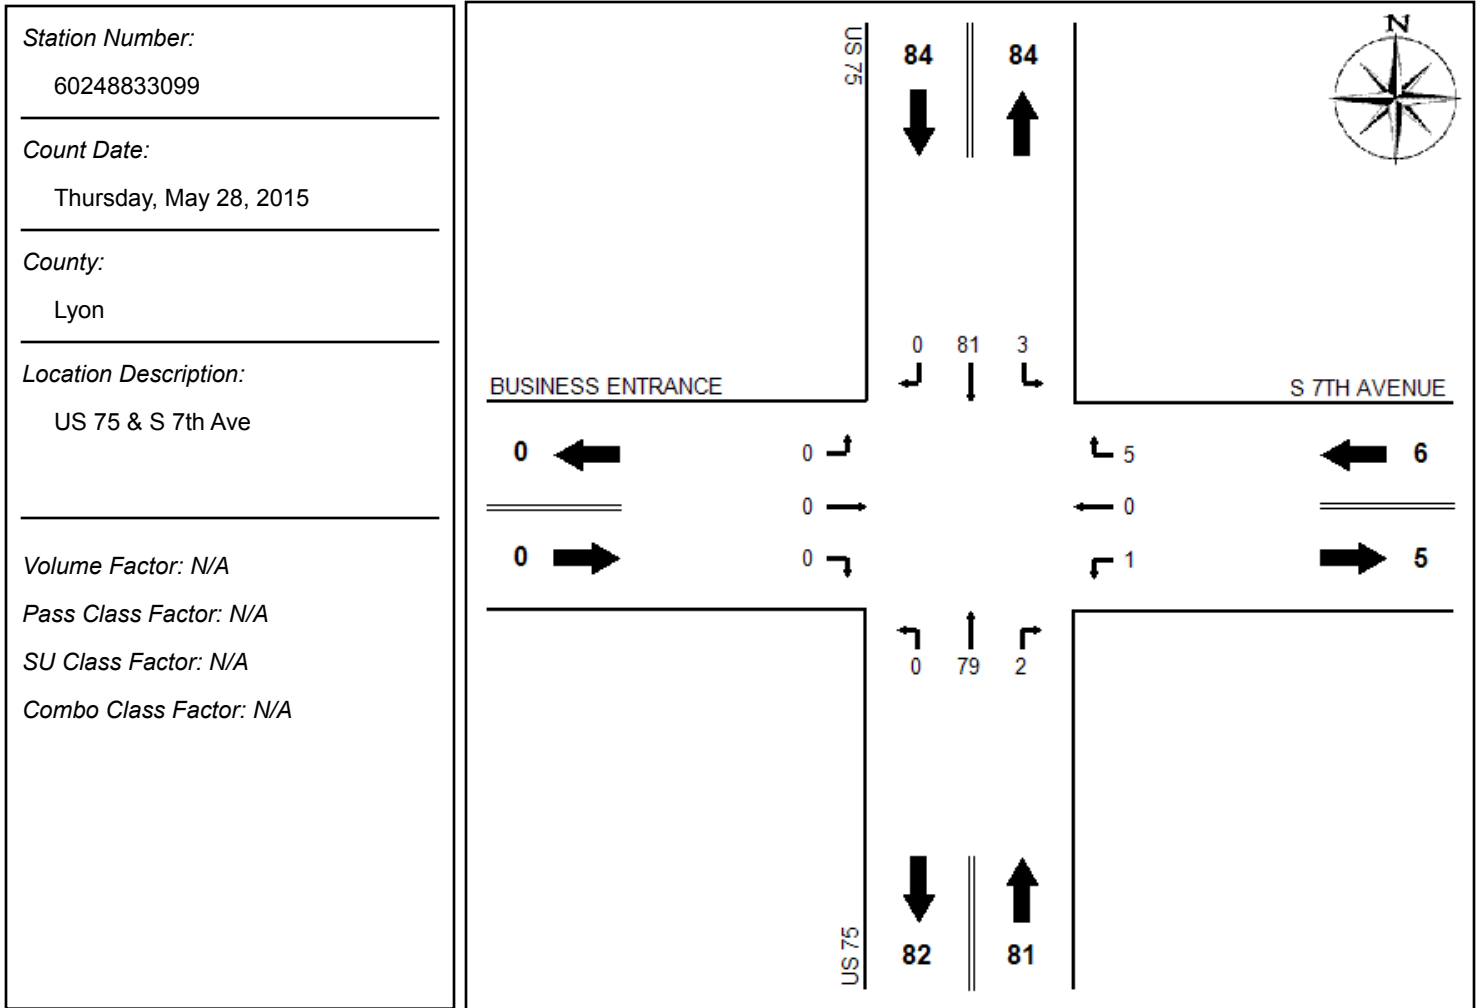 Station Number:
60248833099
Count Date:
Thursday, May 28, 2015
County:
Lyon
Location Description:
US 75 & S 7th Ave
Volume Factor: N/A
Pass Class Factor: N/A
SU Class Factor: N/A
Combo Class Factor: N/A
N
US 75
84 84
0 81 3
BUSINESS ENTRANCE
S 7TH AVENUE
0 0 5 6
0 0
0 0 1 5
0 79 2
US 75
82 81